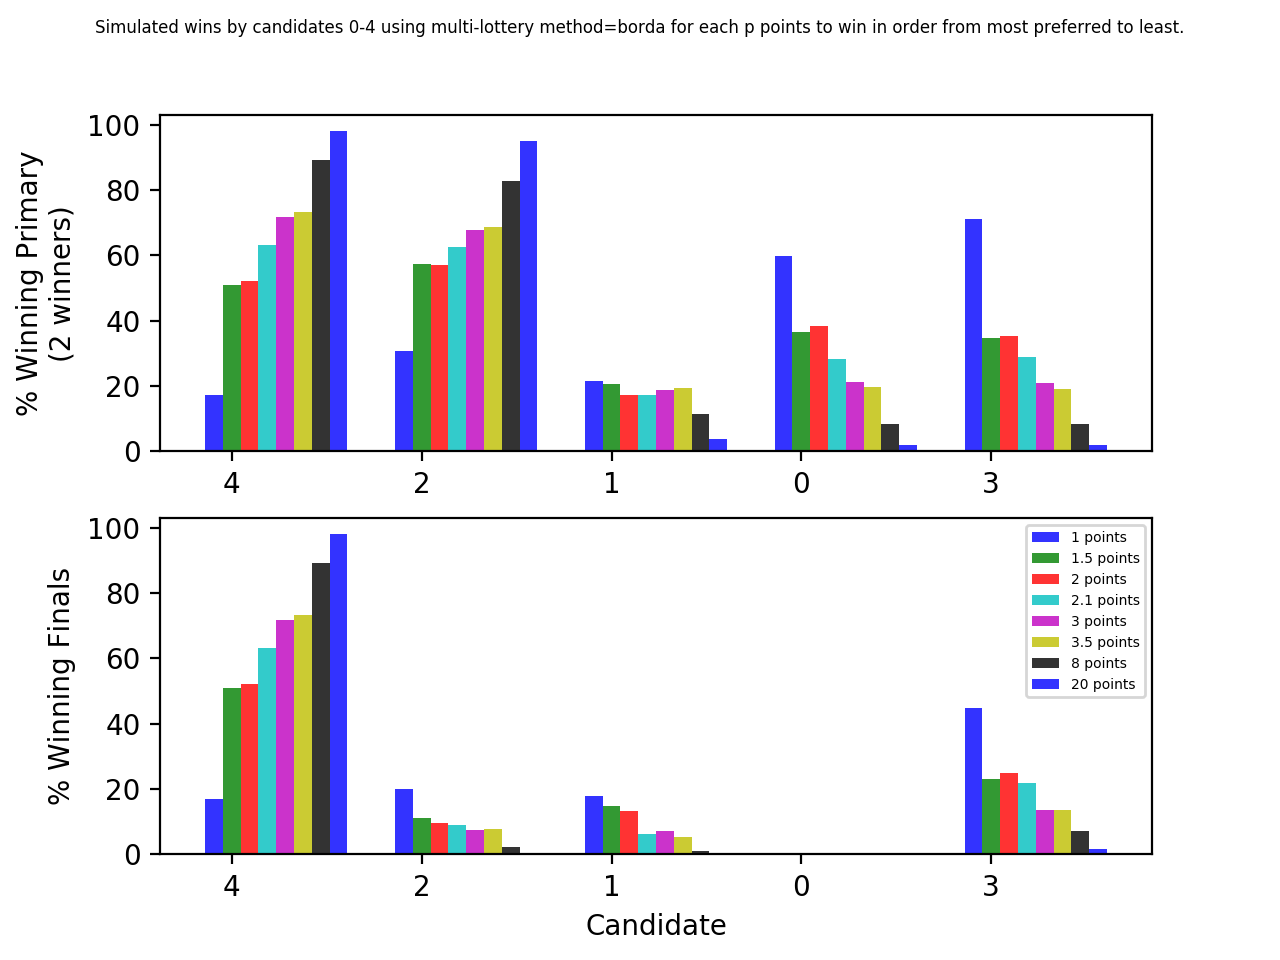 Simulated wins by candidates 0-4 using multi-lottery method=borda for each p points to win in order from most preferred to least.
% Winning Primary
(2 winners)
100
80
60
40
20
0
4 2 1 0 3
% Winning Finals
100
80
60
40
20
0
1 points
1.5 points
2 points
2.1 points
3 points
3.5 points
8 points
20 points
4 2 1 0 3
Candidate